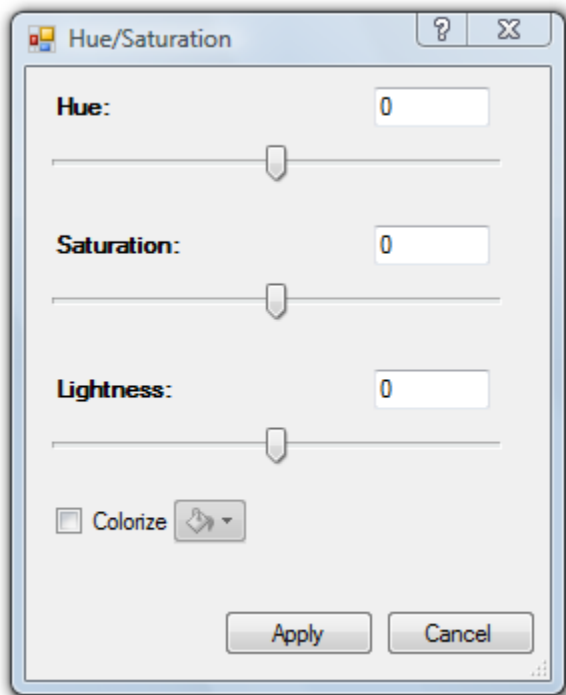 Hue/Saturation
Hue: 0
Saturation: 0
Lightness: 0
Colorize
Apply Cancel